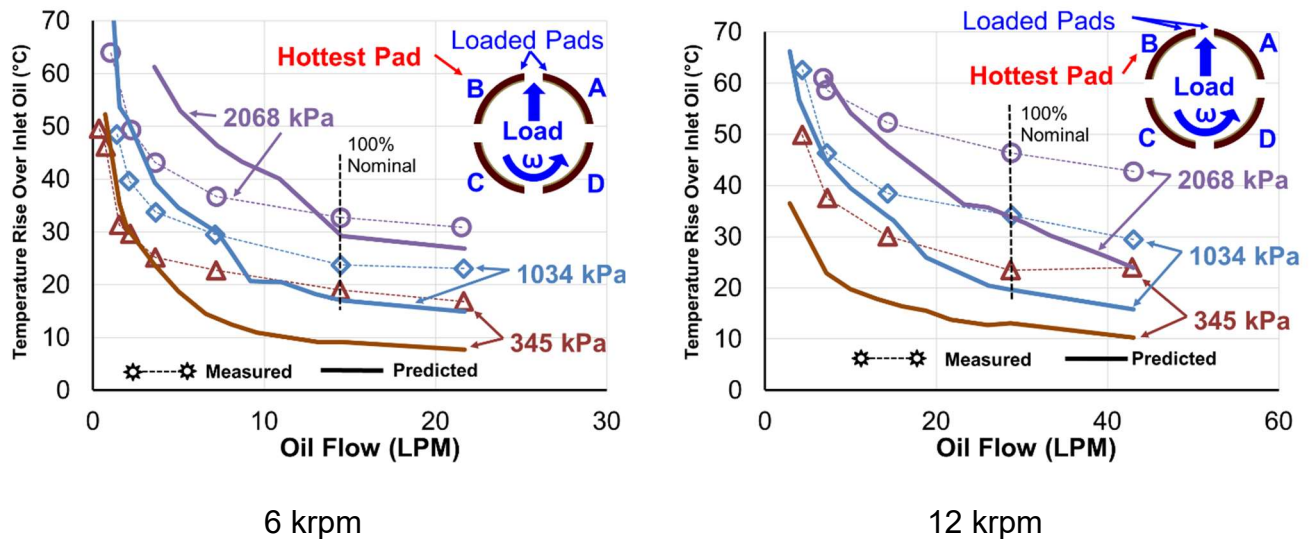 70
60
50
40
30
20
10
0
Temperature Rise Over Inlet Oil (°C)
Loaded Pads
Hottest Pad
B
A
Load
ω
C
D
2068 kPa
100%
Nominal
1034 kPa
345 kPa
Measured
Predicted
0
10
20
30
Oil Flow (LPM)
6 krpm
70
60
50
40
30
20
10
0
Temperature Rise Over Inlet Oil (°C)
Loaded Pads
B
A
Hottest Pad
Load
ω
C
D
100%
Nominal
2068 kPa
1034 kPa
345 kPa
Measured
Predicted
0
20
40
60
Oil Flow (LPM)
12 krpm